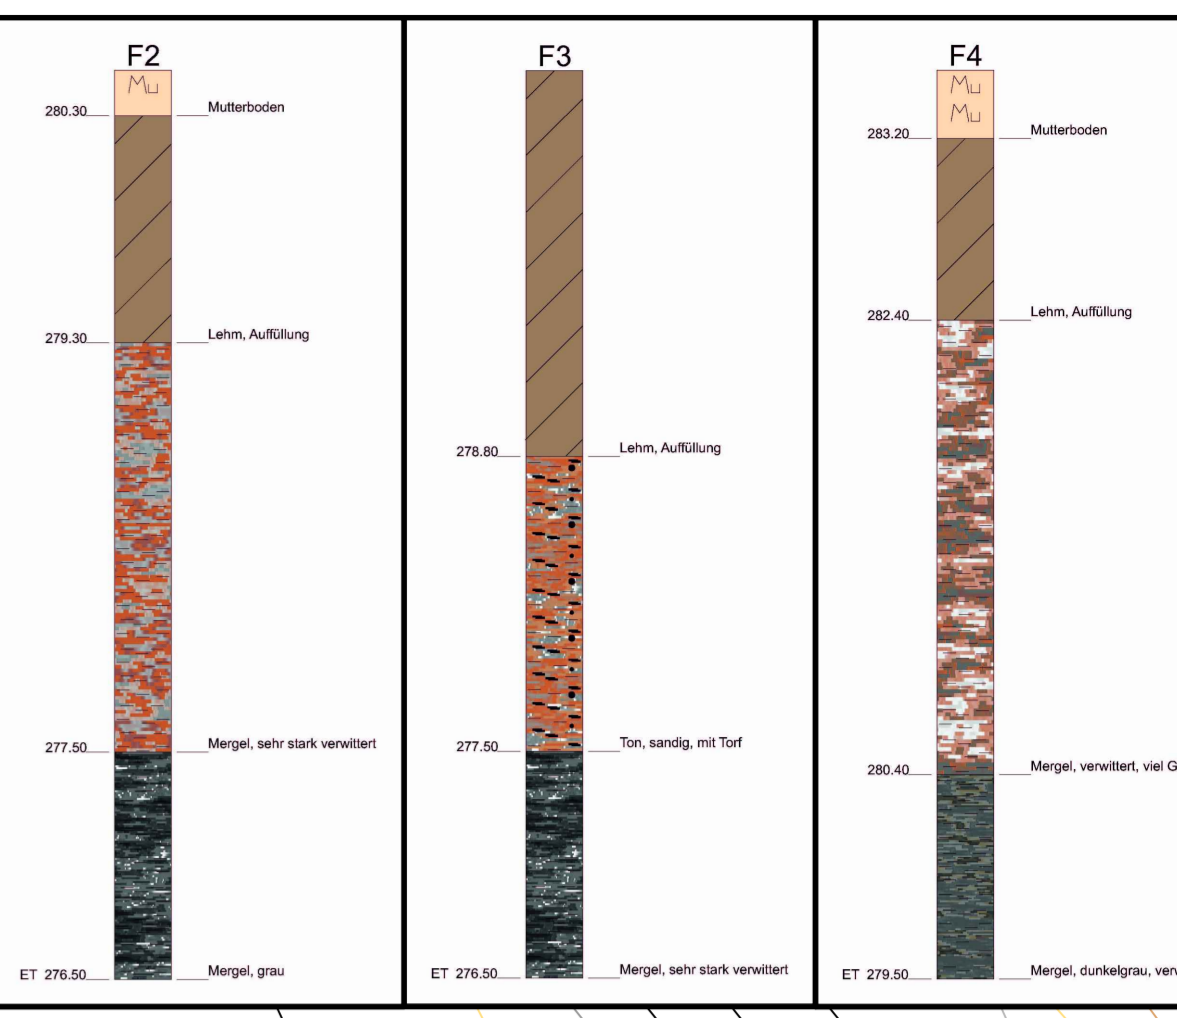 F2
Mu
280.30 Mutterboden
279.30 Lehm, Auffüllung
277.50 Mergel, sehr stark verwittert
ET 276.50 Mergel, grau
F3
278.80 Lehm, Auffüllung
277.50 Ton, sandig, mit Torf
ET 276.50 Mergel, sehr stark verwittert
F4
Mu
Mu
283.20 Mutterboden
282.40 Lehm, Auffüllung
280.40 Mergel, verwittert, viel
ET 279.50 Mergel, dunkelgrau,